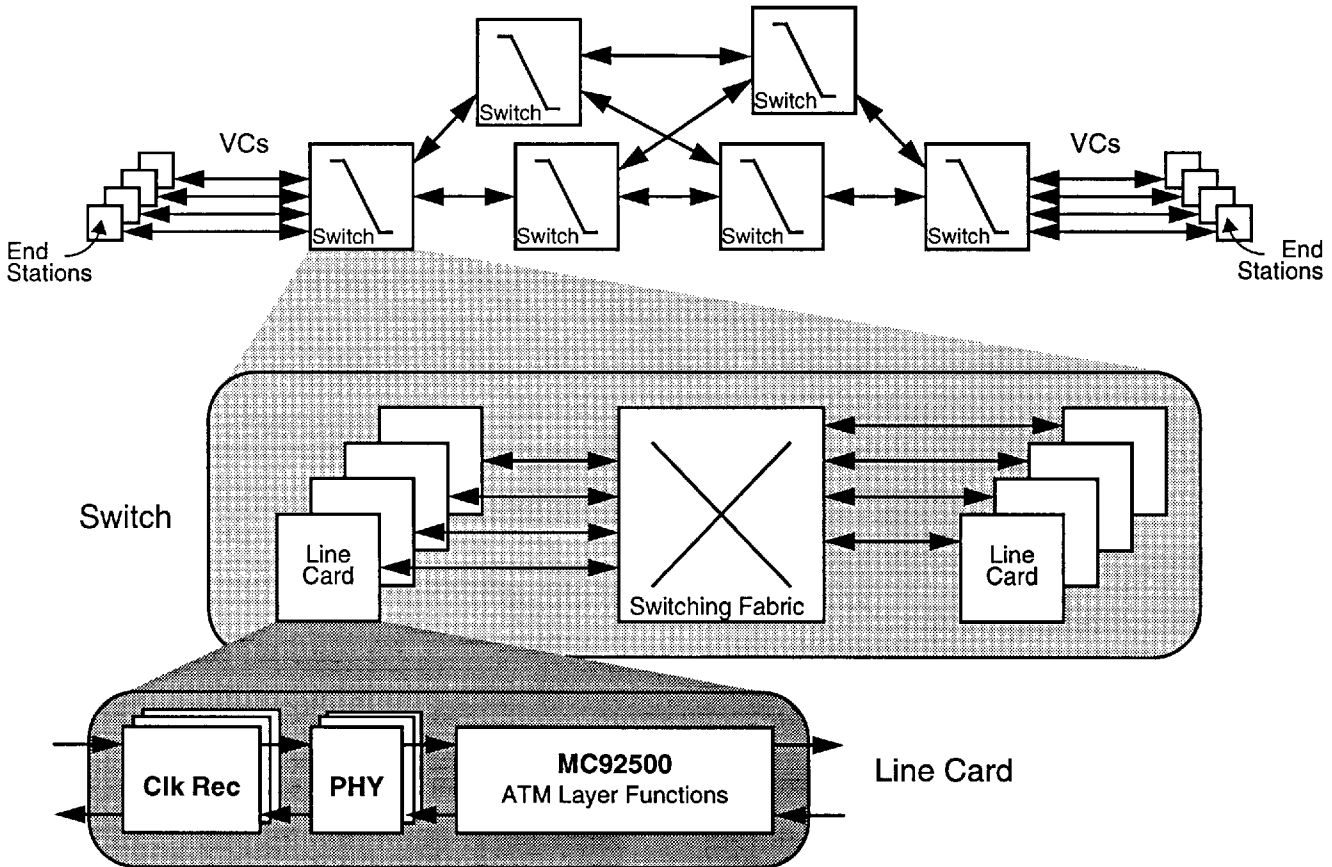 Switch
Switch
VCs
VCs
Switch
Switch
Switch
Switch
End
Stations
End
Stations
Switch
Line
Card
Switching Fabric
Line
Card
Clk Rec
PHY
MC92500
ATM Layer Functions
Line Card